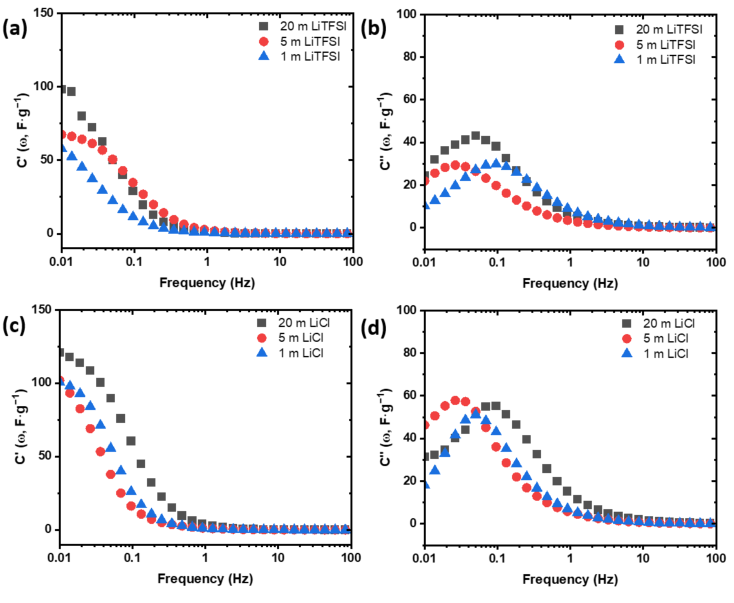 (a)
150
100
50
0
C' (ω, F·g⁻¹)
20 m LiTFSI
5 m LiTFSI
1 m LiTFSI
0.01 0.1 1 10 100
Frequency (Hz)
(b)
100
80
60
40
20
0
C'' (ω, F·g⁻¹)
20 m LiTFSI
5 m LiTFSI
1 m LiTFSI
0.01 0.1 1 10 100
Frequency (Hz)
(c)
150
100
50
0
C' (ω, F·g⁻¹)
20 m LiCl
5 m LiCl
1 m LiCl
0.01 0.1 1 10 100
Frequency (Hz)
(d)
100
80
60
40
20
0
C'' (ω, F·g⁻¹)
20 m LiCl
5 m LiCl
1 m LiCl
0.01 0.1 1 10 100
Frequency (Hz)